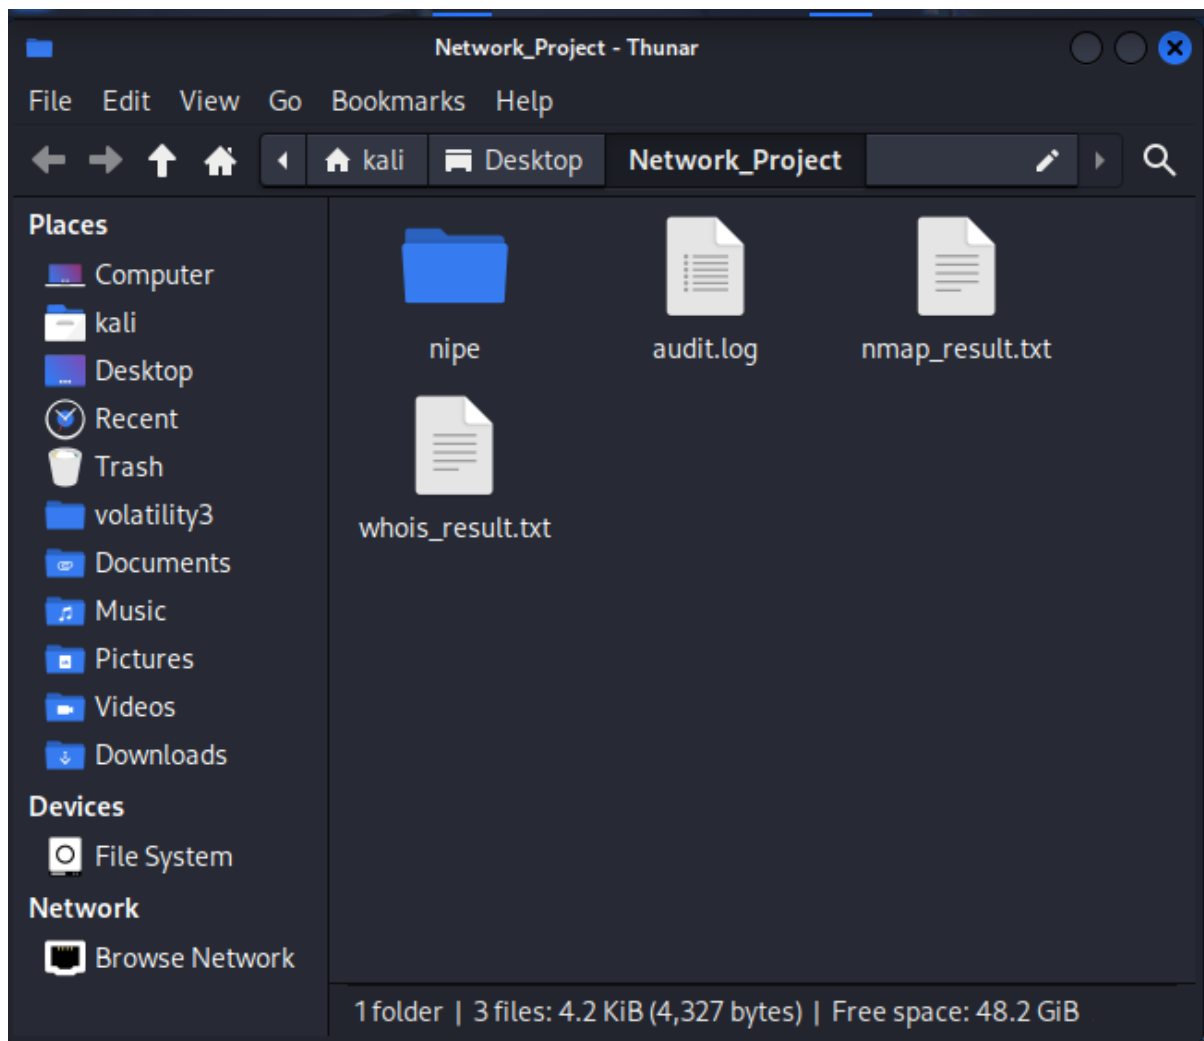 Network_Project - Thunar
File Edit View Go Bookmarks Help
kali Desktop Network_Project
Places
Computer
kali
Desktop
Recent
Trash
volatility3
Documents
Music
Pictures
Videos
Downloads
Devices
File System
Network
Browse Network
nipe audit.log nmap_result.txt
whois_result.txt
1 folder | 3 files: 4.2 KiB (4,327 bytes) | Free space: 48.2 GiB